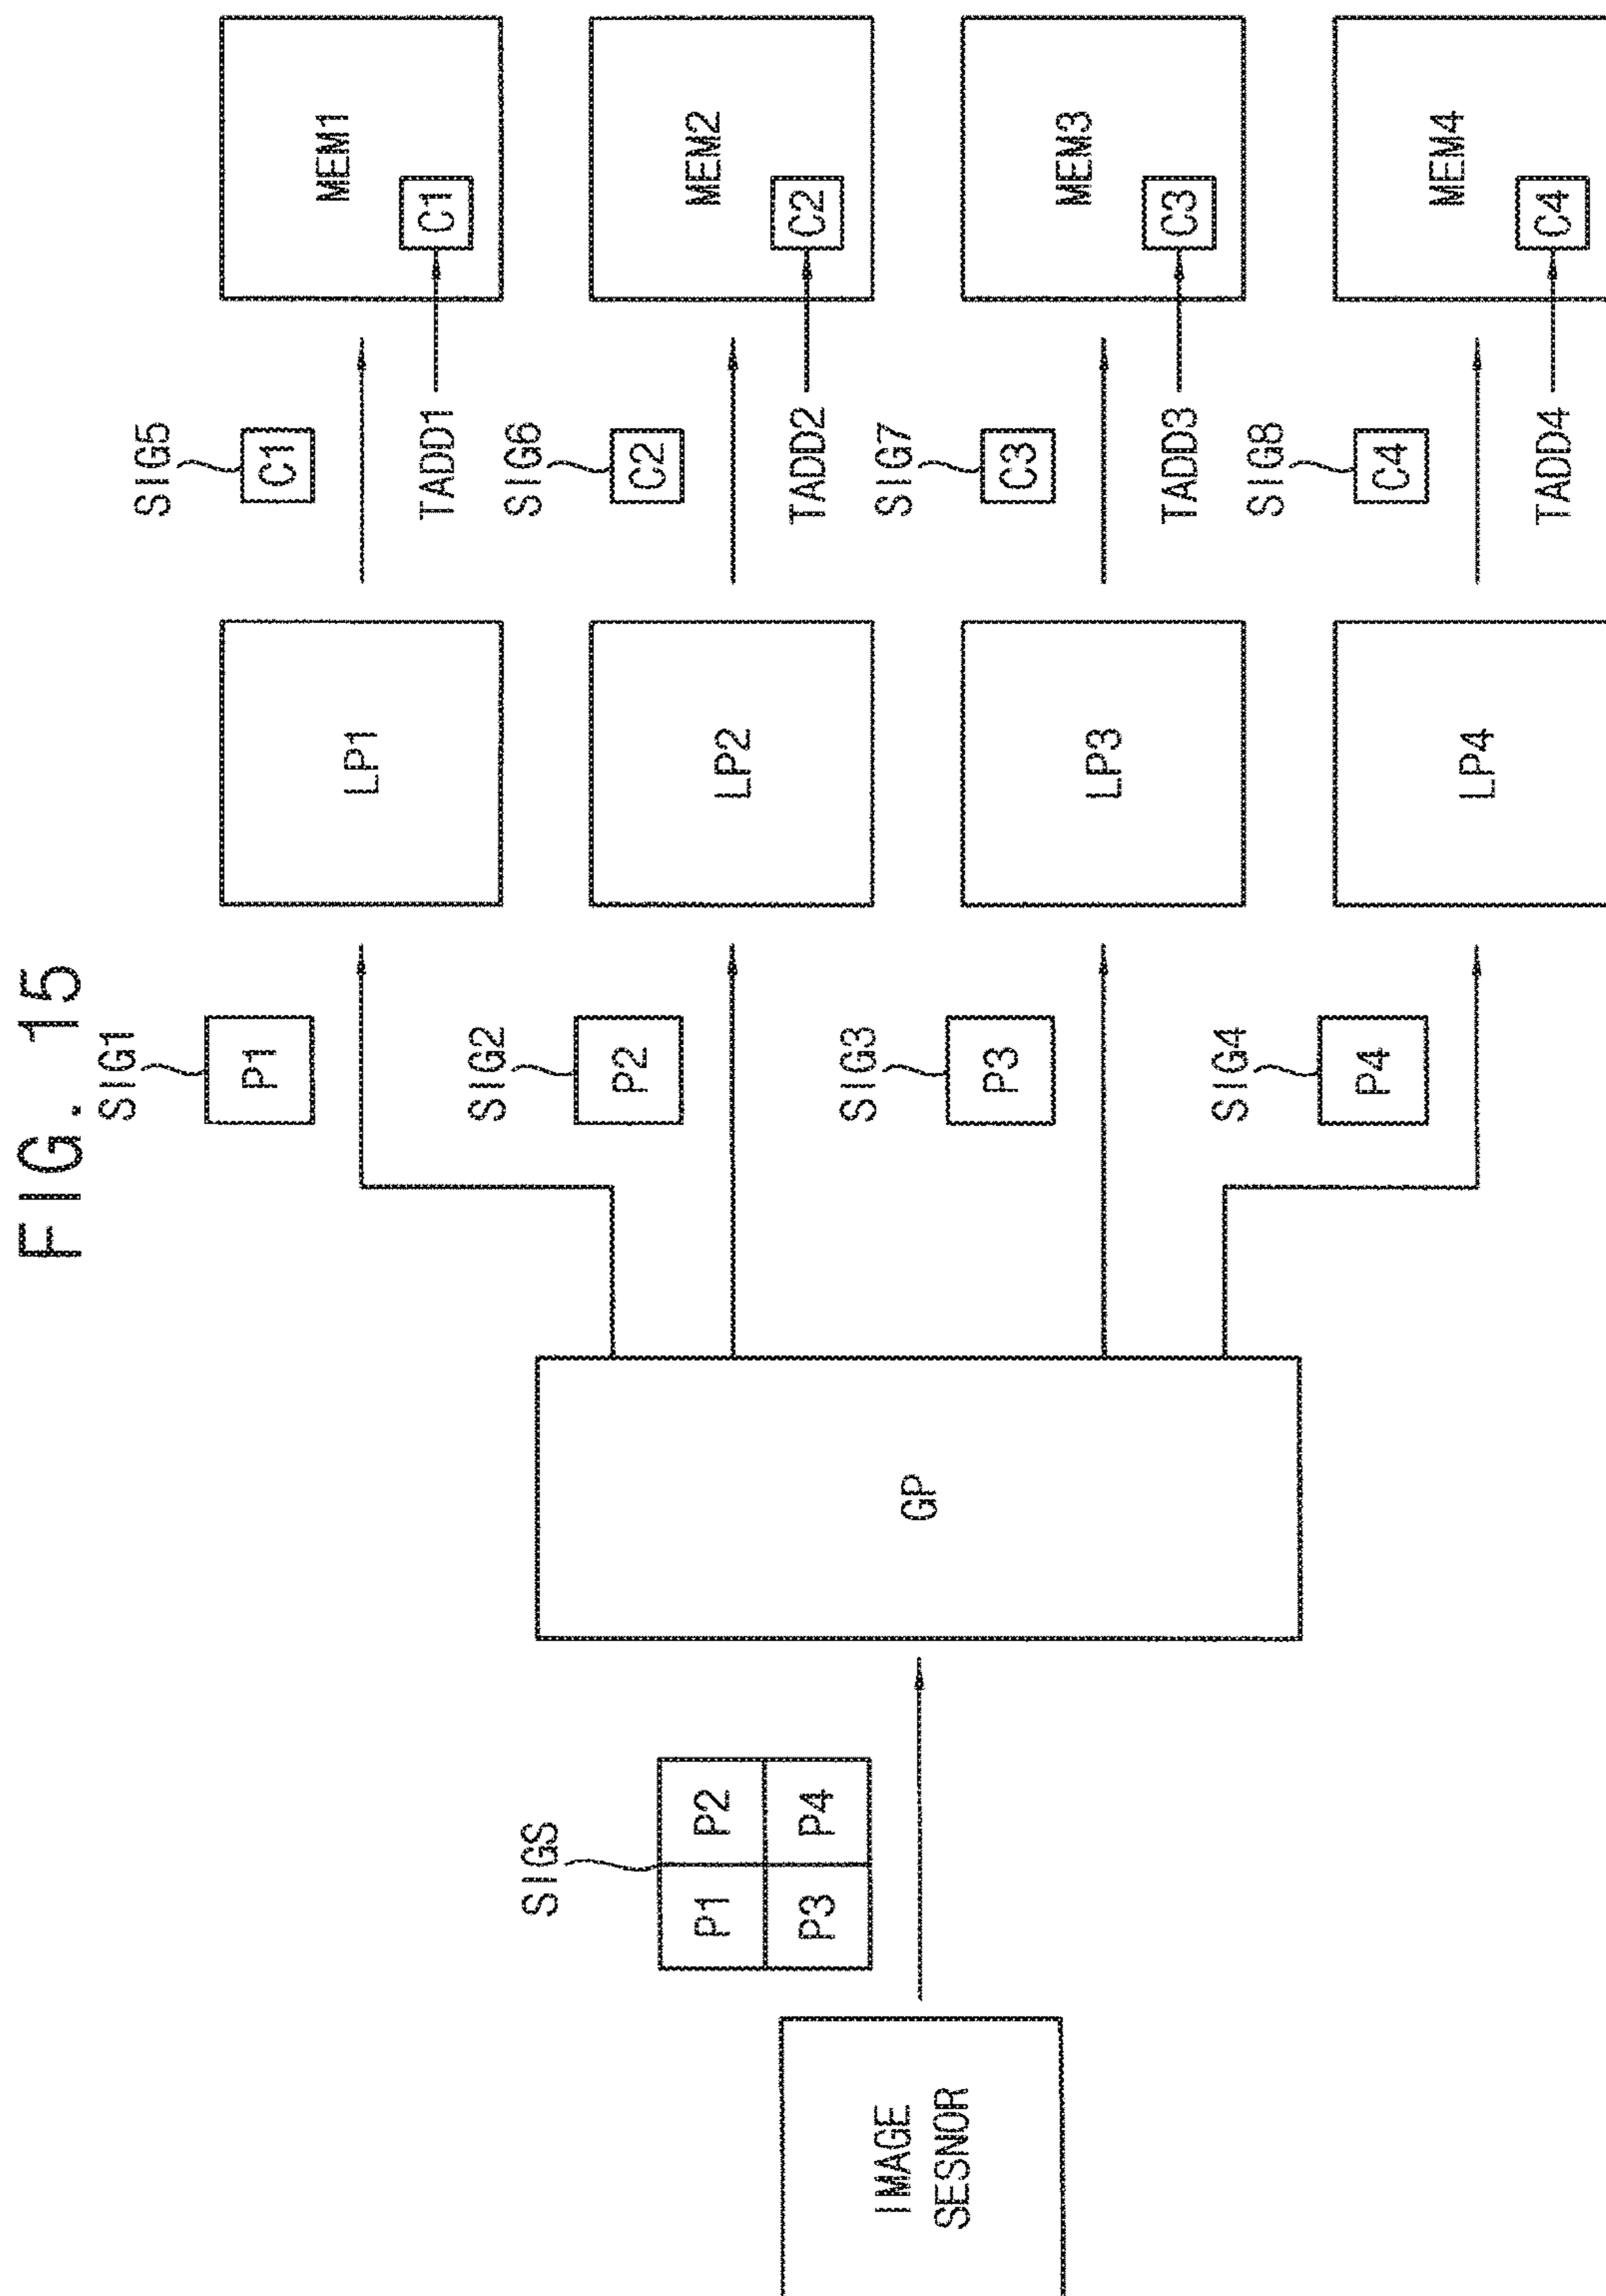 FIG. 15
SIG1
P1
LP1
SIG5
C1
TADD1
MEM1
C1
SIGS
P1 P2
P3 P4
SIG2
P2
LP2
SIG6
C2
TADD2
MEM2
C2
IMAGE
SESNOR
GP
SIG3
P3
LP3
SIG7
C3
TADD3
MEM3
C3
SIG4
P4
LP4
SIG8
C4
TADD4
MEM4
C4